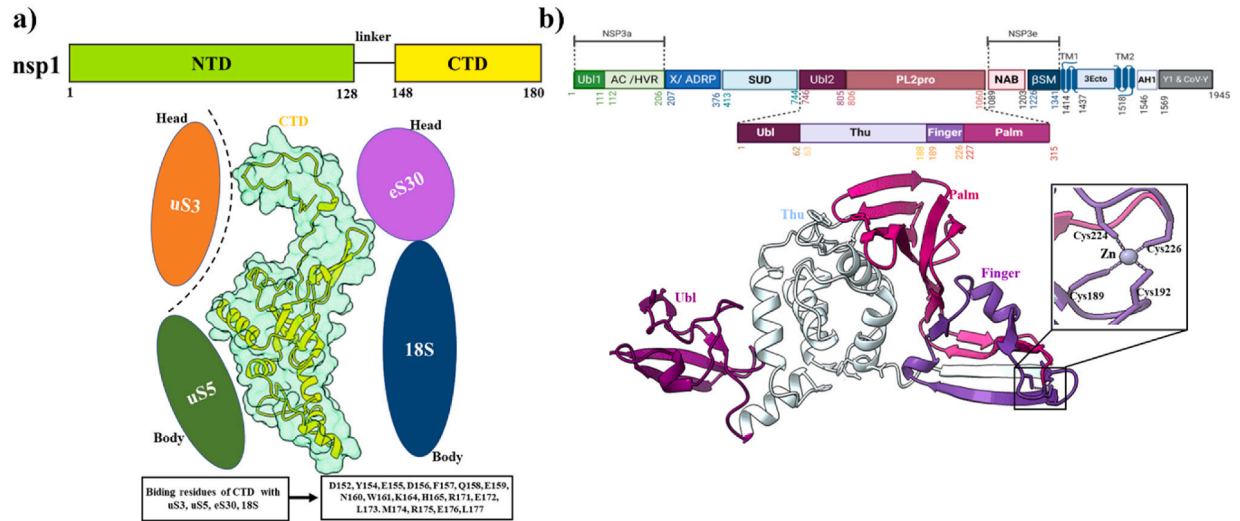 a)
linker
nsp1
NTD
CTD
1
128
148
180
Head
CTD
Head
uS3
eS30
uS5
18S
Body
Body
Biding residues of CTD with
uS3, uS5, eS30, 18S
D152, Y154, E155, D156, F157, Q158, E159,
N160, W161, K164, H165, R171, E172,
L173. M174, R175, E176, L177
b)
NSP3a
NSP3e
TM1
TM2
Ubl1
AC /HVR
X/ ADRP
SUD
Ubl2
PL2pro
NAB
BSM
3Ecto
AH1
Y1 & CoV-Y
1
111
112
206
207
376
413
744
746
805
806
1060
1089
1203
1226
1341
1414
1437
1518
1546
1569
1945
Ubl
Thu
Finger
Palm
1
62
63
188
189
226
227
315
Thu
Palm
Ubl
Finger
Cys224
Zn
Cys226
Cys189
Cys192